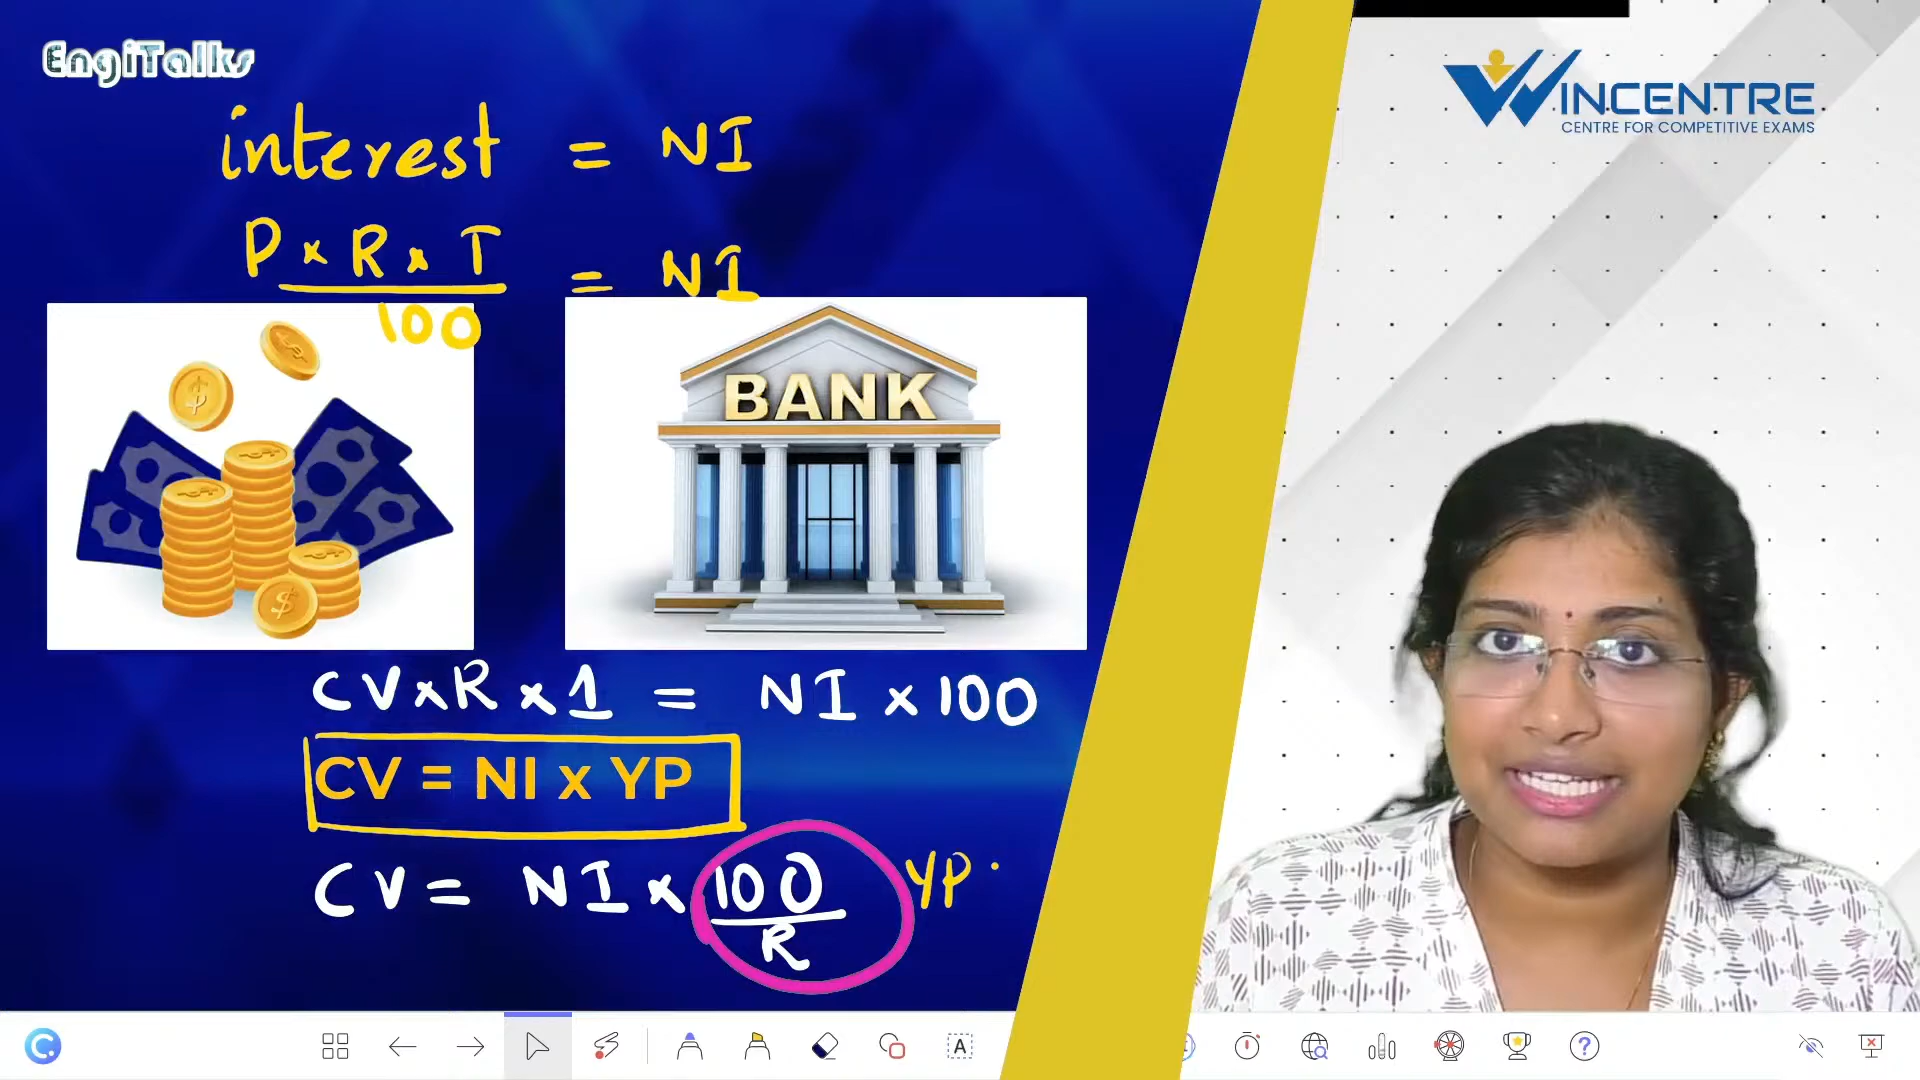 EngiTalks
WINCENTRE
CENTRE FOR COMPETITIVE EXAMS
interest = NI
P × R × T = NI
100
BANK
CV × R × 1 = NI × 100
CV = NI x YP
CV = NI × 100 YP
R
C.
A